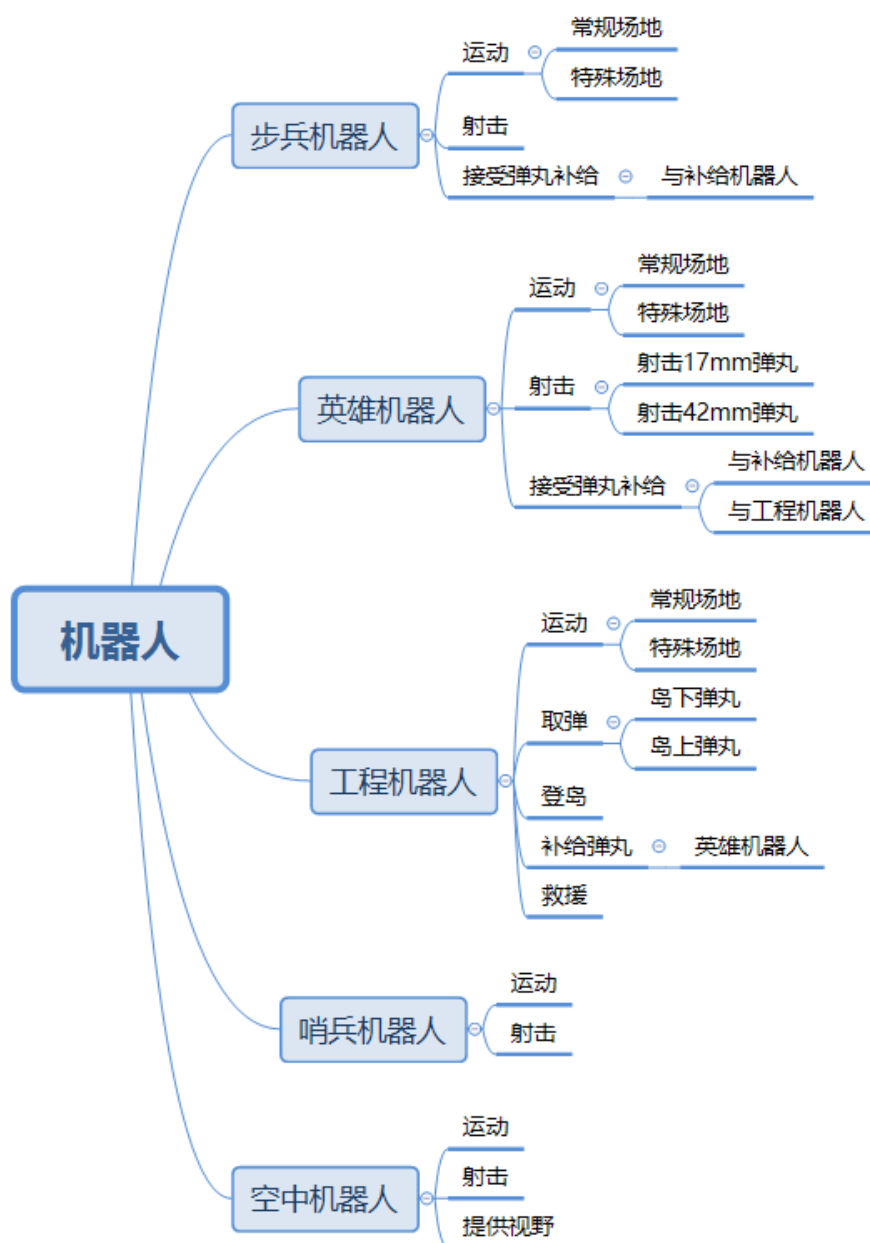 机器人
步兵机器人
运动
常规场地
特殊场地
射击
接受弹丸补给
与补给机器人
英雄机器人
运动
常规场地
特殊场地
射击
射击17mm弹丸
射击42mm弹丸
接受弹丸补给
与补给机器人
与工程机器人
工程机器人
运动
常规场地
特殊场地
取弹
岛下弹丸
岛上弹丸
登岛
补给弹丸
英雄机器人
救援
哨兵机器人
运动
射击
空中机器人
运动
射击
提供视野